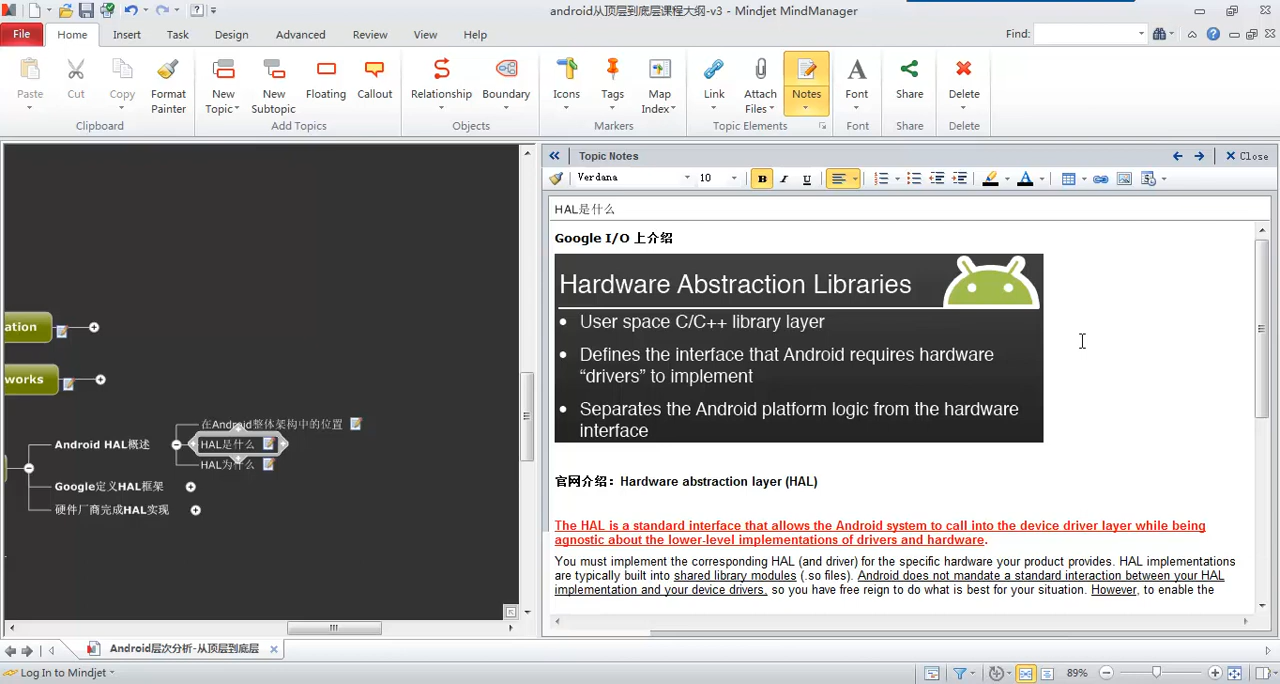 android从顶层到底层课程大纲-v3 - Mindjet MindManager
File Home Insert Task Design Advanced Review View Help Find:
Paste Cut Copy Format Painter New Topic New Subtopic Floating Callout Relationship Boundary Icons Tags Map Index Link Attach Files Notes Font Share Delete
Clipboard Add Topics Objects Markers Topic Elements Font Share Delete
Topic Notes Close
Verdana 10 B I U A
HAL是什么
Google I/O 上介绍
Hardware Abstraction Libraries
• User space C/C++ library layer
• Defines the interface that Android requires hardware
“drivers” to implement
• Separates the Android platform logic from the hardware
interface
官网介绍：Hardware abstraction layer (HAL)
The HAL is a standard interface that allows the Android system to call into the device driver layer while being
agnostic about the lower-level implementations of drivers and hardware.
You must implement the corresponding HAL (and driver) for the specific hardware your product provides. HAL implementations
are typically built into shared library modules (.so files). Android does not mandate a standard interaction between your HAL
implementation and your device drivers, so you have free reign to do what is best for your situation. However, to enable the
ation
works
在Android整体架构中的位置
Android HAL概述
HAL是什么
HAL为什么
Google定义HAL框架
硬件厂商完成HAL实现
Android层次分析-从顶层到底层
Log In to Mindjet 89%